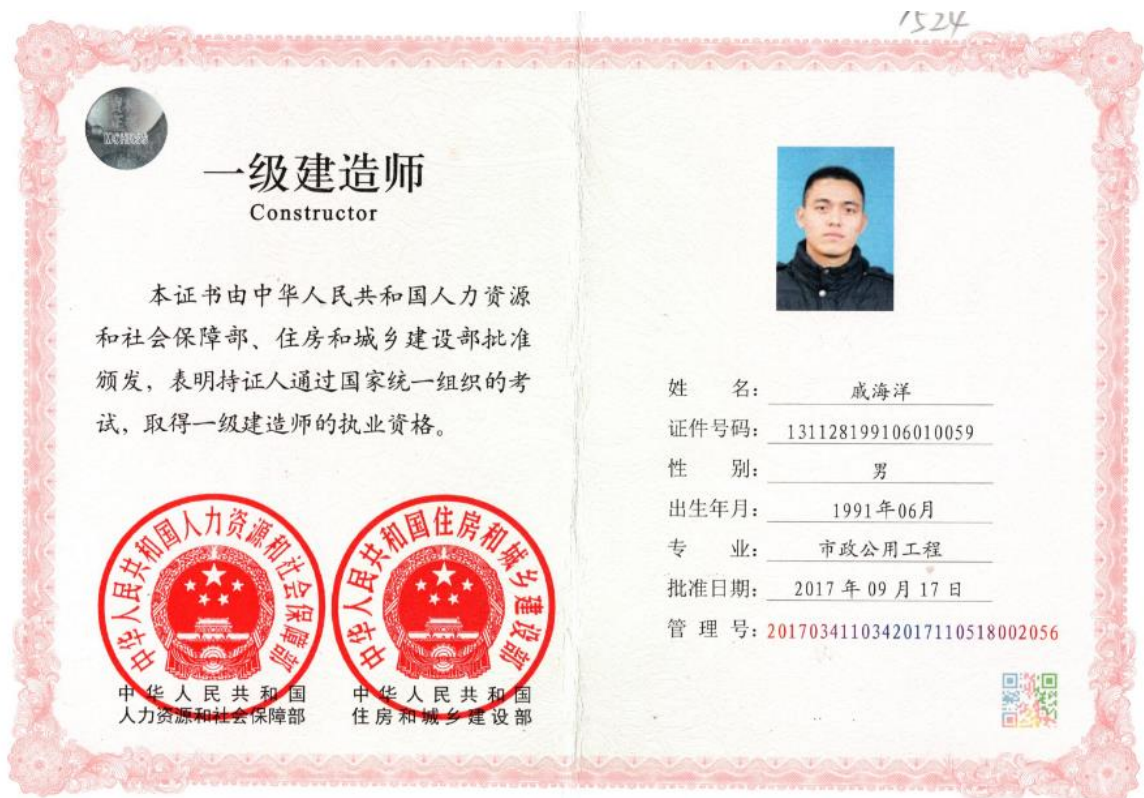 1524
一级建造师
Constructor
本证书由中华人民共和国人力资源
和社会保障部、住房和城乡建设部批准
颁发，表明持证人通过国家统一组织的考
试，取得一级建造师的执业资格。
中华人民共和国人力资源和社会保障部
中华人民共和国住房和城乡建设部
中华人民共和国
人力资源和社会保障部
中华人民共和国
住房和城乡建设部
姓 名： 戚海洋
证件号码： 131128199106010059
性 别： 男
出生年月： 1991年06月
专 业： 市政公用工程
批准日期： 2017 年 09 月 17 日
管 理 号：2017034110342017110518002056